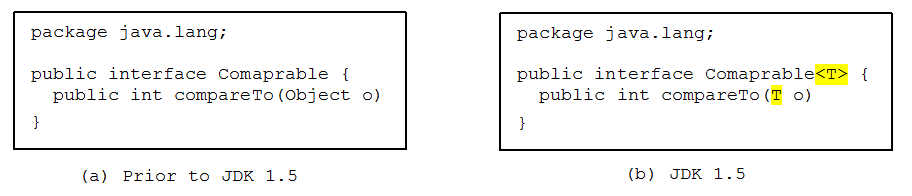 package java.lang;
public interface Comaprable {
public int compareTo(Object o)
}
(a) Prior to JDK 1.5
package java.lang;
public interface Comaprable<T> {
public int compareTo(T o)
}
(b) JDK 1.5